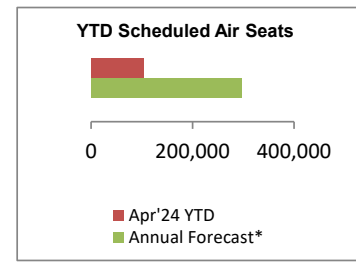 YTD Scheduled Air Seats
0 200,000 400,000
Apr'24 YTD
Annual Forecast*